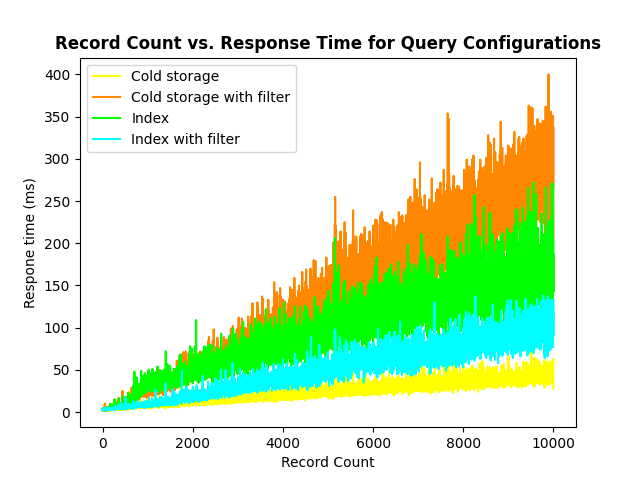 Record Count vs. Response Time for Query Configurations
Cold storage
Cold storage with filter
Index
Index with filter
400
350
300
250
200
150
100
50
0
Respone time (ms)
0 2000 4000 6000 8000 10000
Record Count